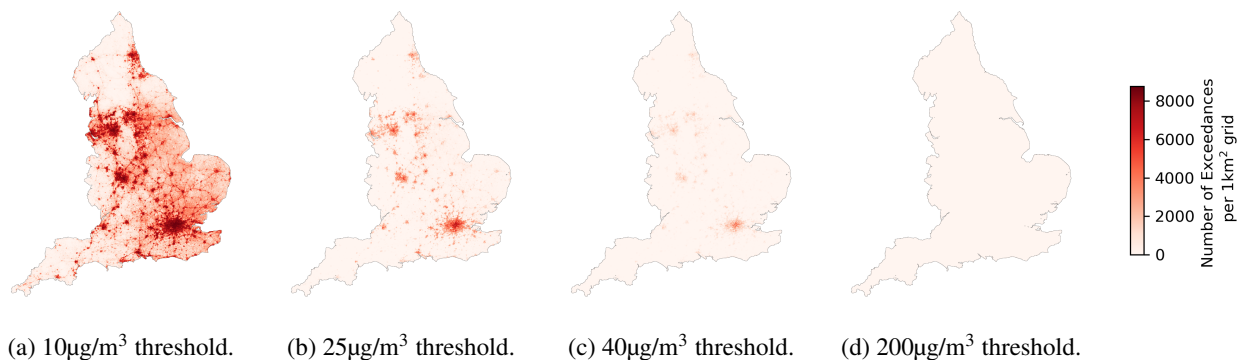 8000
6000
4000
2000
0
Number of Exceedances
per 1km² grid
(a) 10µg/m³ threshold.
(b) 25µg/m³ threshold.
(c) 40µg/m³ threshold.
(d) 200µg/m³ threshold.